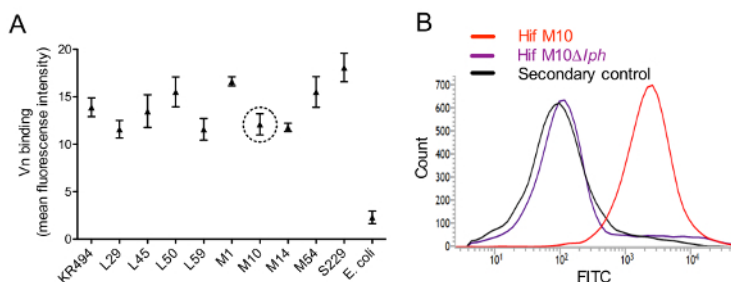 A
Vn binding
(mean fluorescense intensity)
20
15
10
5
0
KR494
L29
L45
L50
L59
M1
M10
M14
M54
S229
E. coli
B
Hif M10
Hif M10Δlph
Secondary control
Count
700
600
500
400
300
200
100
0
10¹
10²
10³
10⁴
FITC